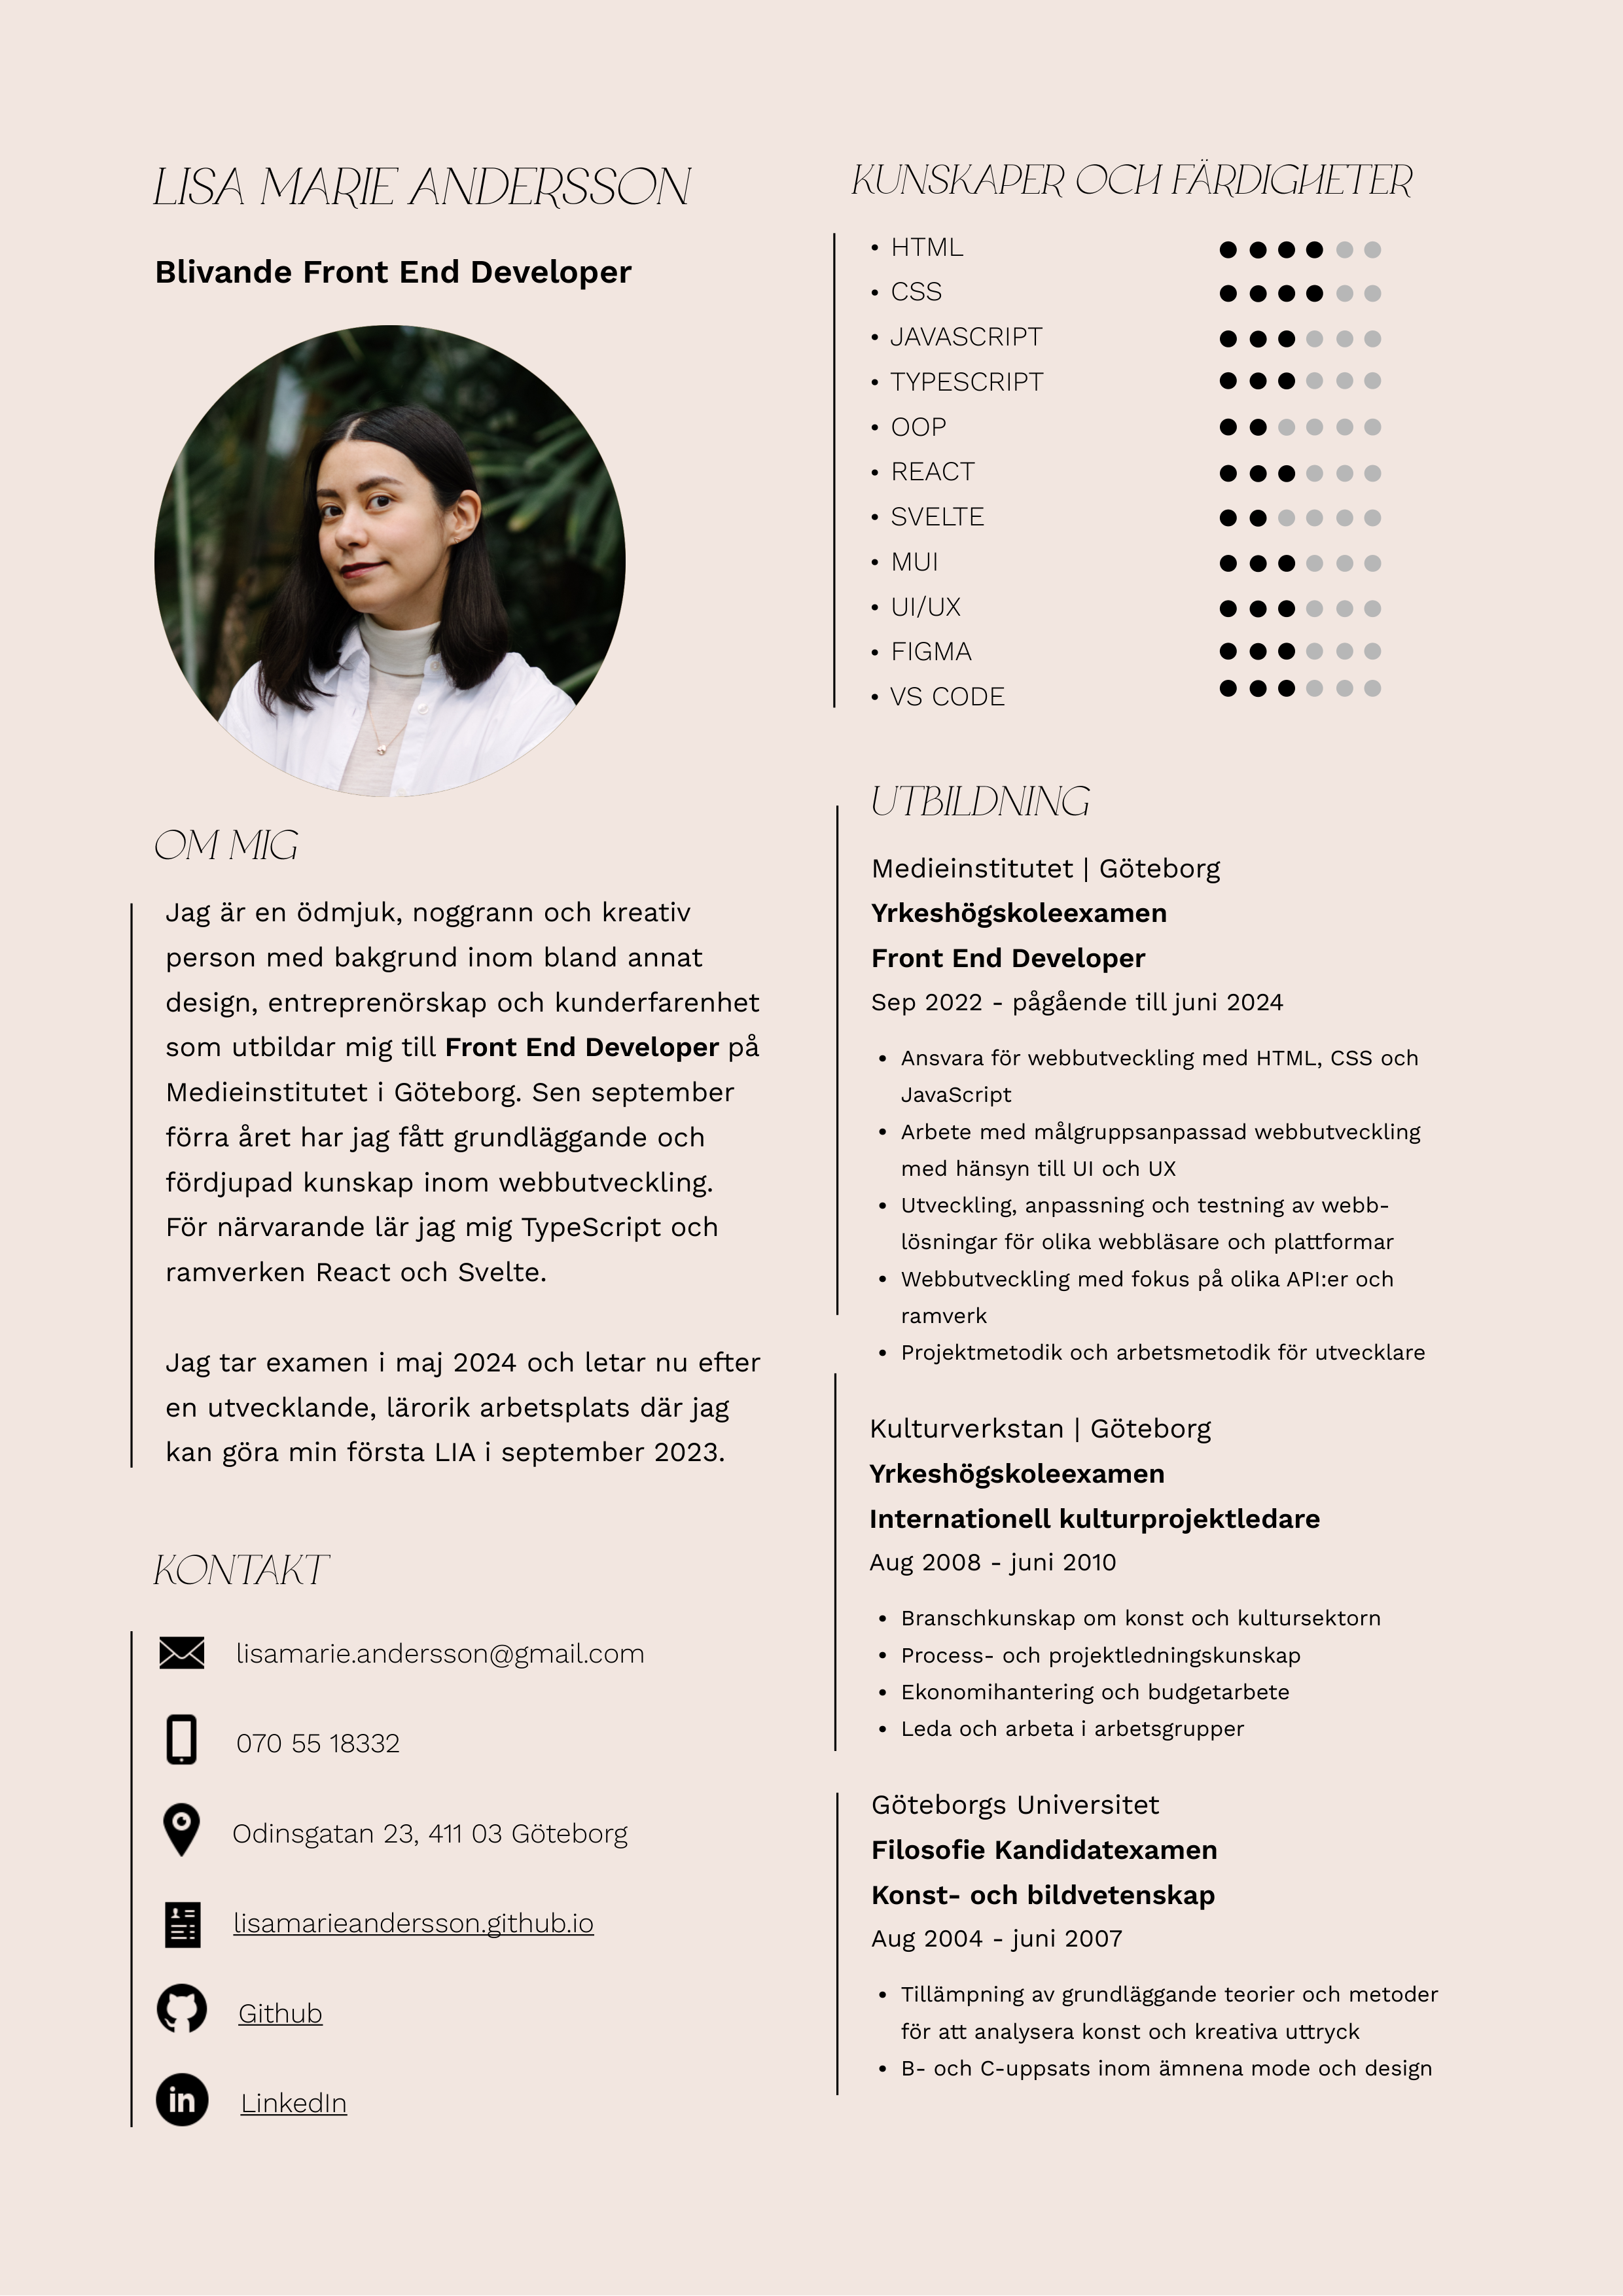 LISA MARIE ANDERSSON
Blivande Front End Developer
OM MIG
Jag är en ödmjuk, noggrann och kreativ
person med bakgrund inom bland annat
design, entreprenörskap och kunderfarenhet
som utbildar mig till Front End Developer på
Medieinstitutet i Göteborg. Sen september
förra året har jag fått grundläggande och
fördjupad kunskap inom webbutveckling.
För närvarande lär jag mig TypeScript och
ramverken React och Svelte.
Jag tar examen i maj 2024 och letar nu efter
en utvecklande, lärorik arbetsplats där jag
kan göra min första LIA i september 2023.
KONTAKT
lisamarie.andersson@gmail.com
070 55 18332
Odinsgatan 23, 411 03 Göteborg
lisamarieandersson.github.io
Github
in LinkedIn
KUNSKAPER OCH FÄRDIGHETER
• HTML
• CSS
• JAVASCRIPT
• TYPESCRIPT
• OOP
• REACT
• SVELTE
• MUI
• UI/UX
• FIGMA
• VS CODE
UTBILDNING
Medieinstitutet | Göteborg
Yrkeshögskoleexamen
Front End Developer
Sep 2022 - pågående till juni 2024
• Ansvara för webbutveckling med HTML, CSS och
JavaScript
• Arbete med målgruppsanpassad webbutveckling
med hänsyn till UI och UX
• Utveckling, anpassning och testning av webb-
lösningar för olika webbläsare och plattformar
• Webbutveckling med fokus på olika API:er och
ramverk
• Projektmetodik och arbetsmetodik för utvecklare
Kulturverkstan | Göteborg
Yrkeshögskoleexamen
Internationell kulturprojektledare
Aug 2008 - juni 2010
• Branschkunskap om konst och kultursektorn
• Process- och projektledningskunskap
• Ekonomihantering och budgetarbete
• Leda och arbeta i arbetsgrupper
Göteborgs Universitet
Filosofie Kandidatexamen
Konst- och bildvetenskap
Aug 2004 - juni 2007
• Tillämpning av grundläggande teorier och metoder
för att analysera konst och kreativa uttryck
• B- och C-uppsats inom ämnena mode och design